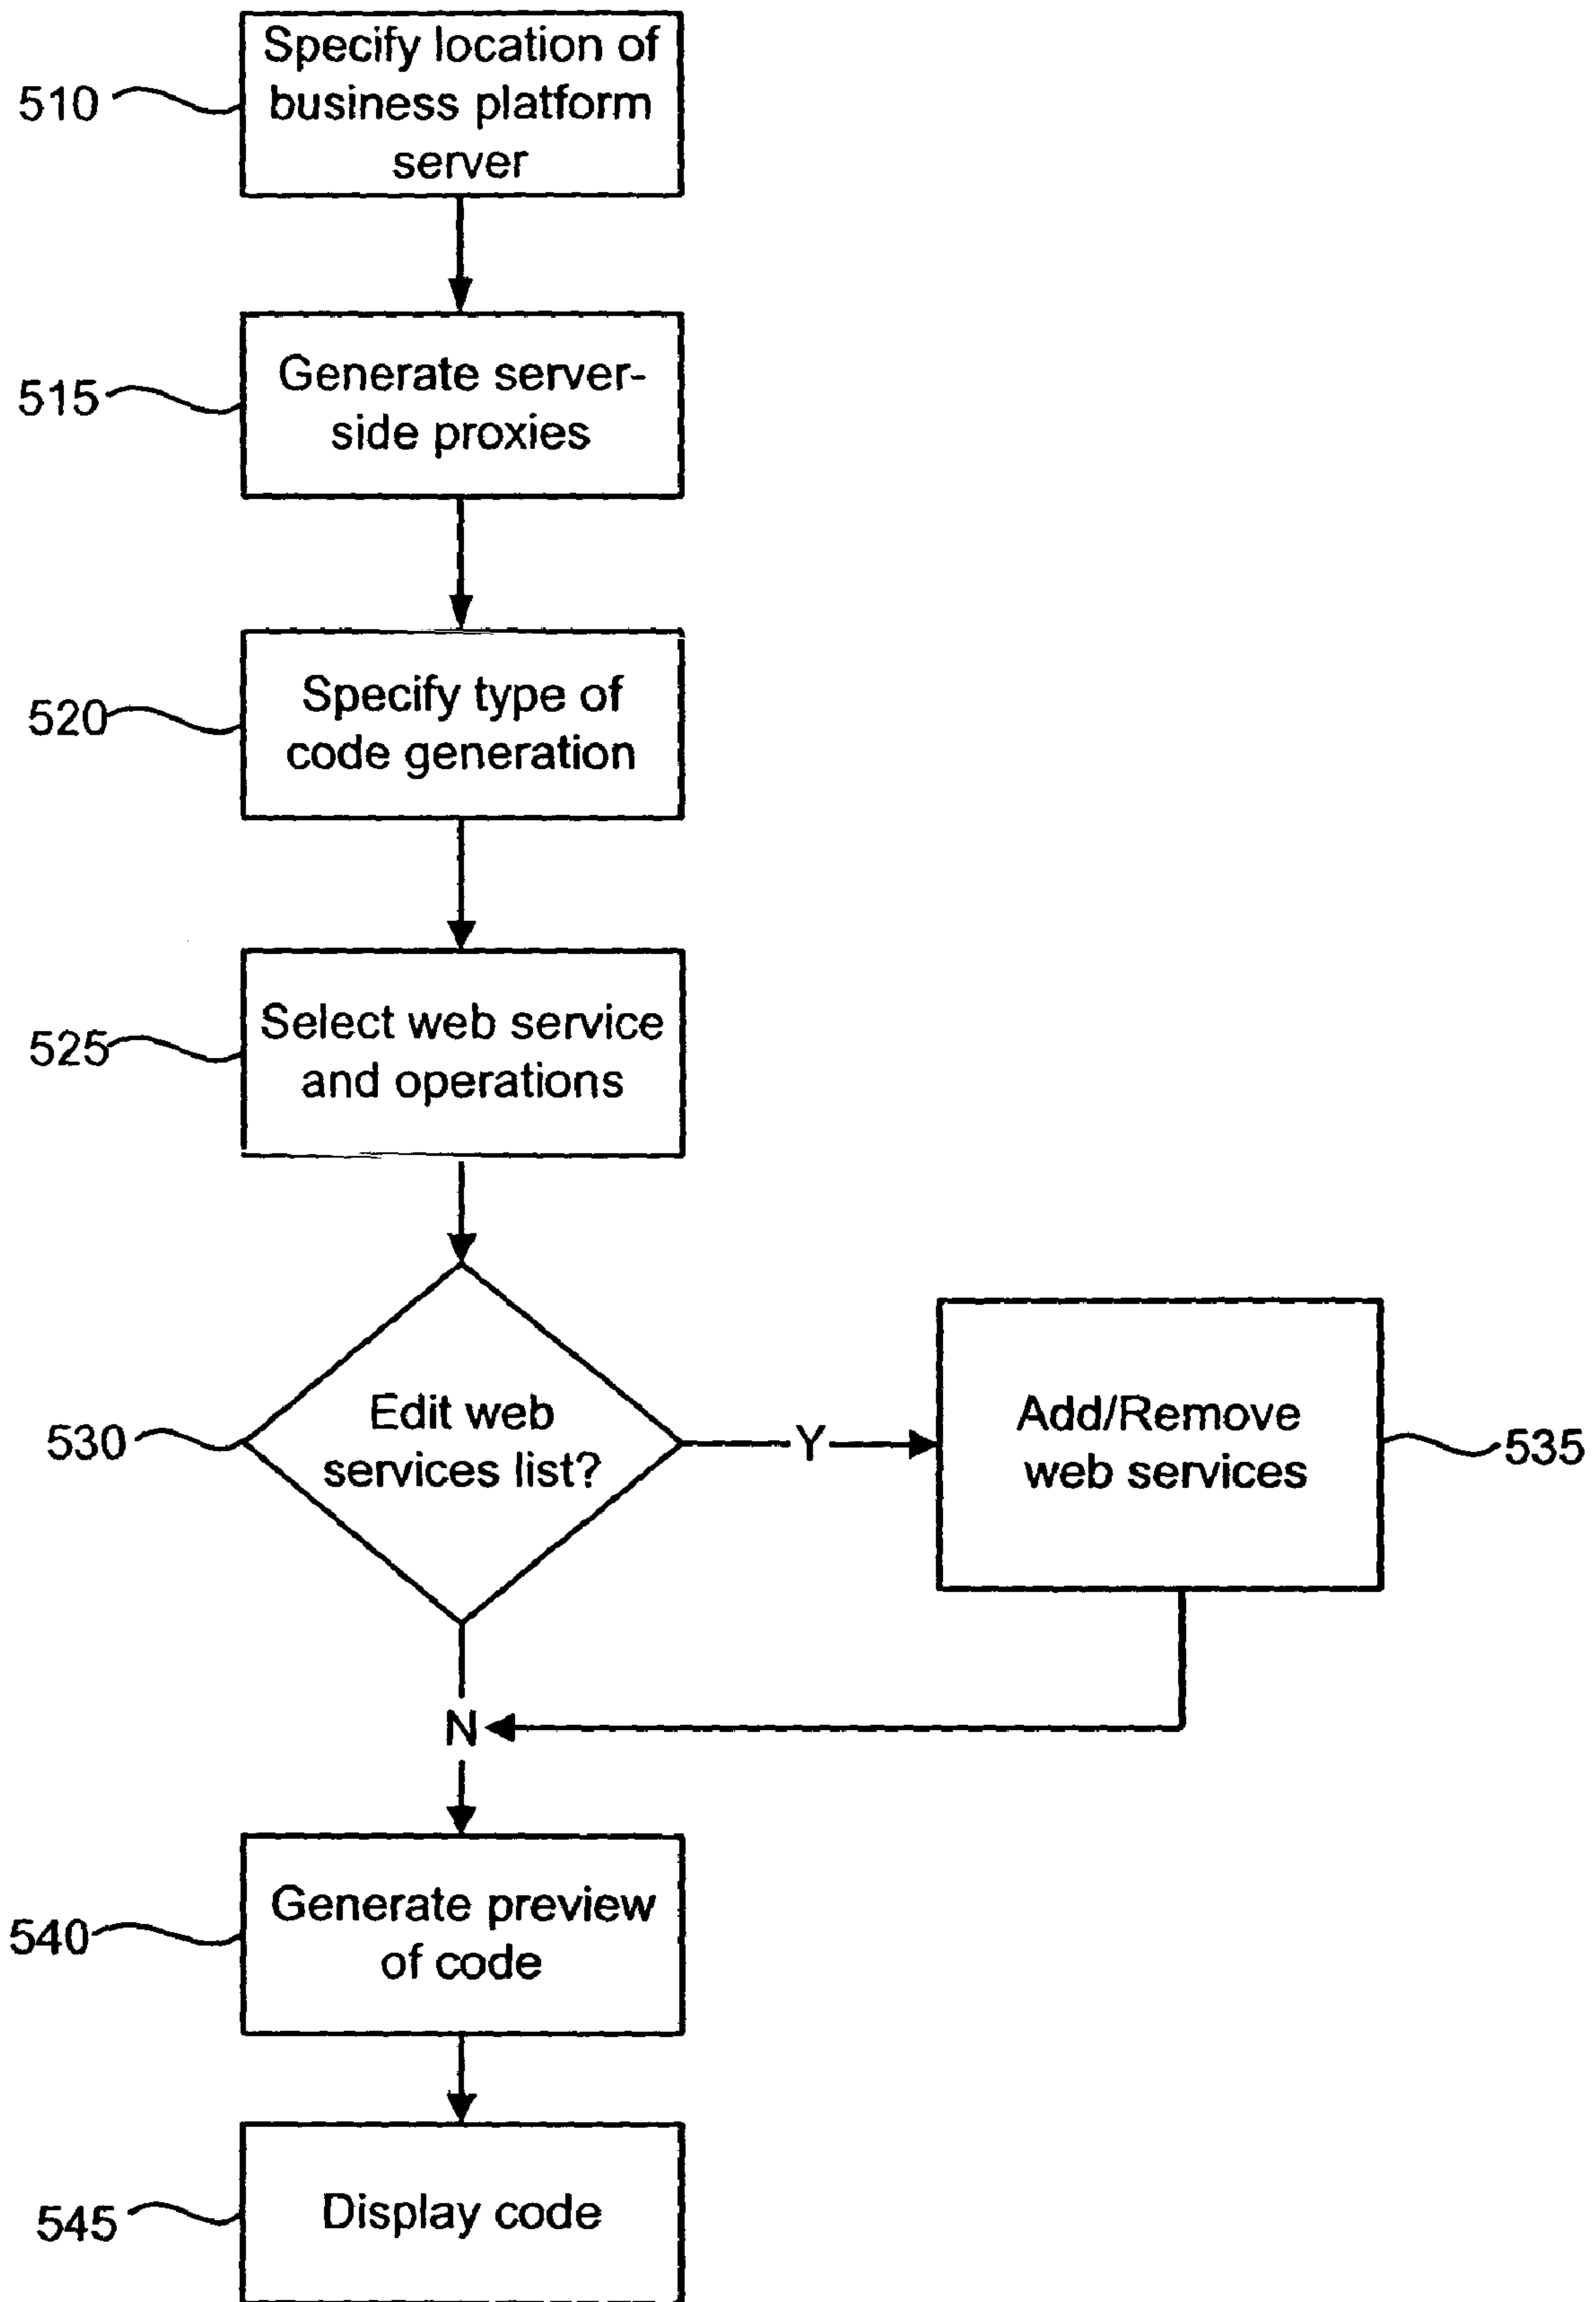 Specify location of
business platform
server
510
Generate server-
side proxies
515
Specify type of
code generation
520
Select web service
and operations
525
Edit web
services list?
530
Y
Add/Remove
web services
535
N
Generate preview
of code
540
Display code
545